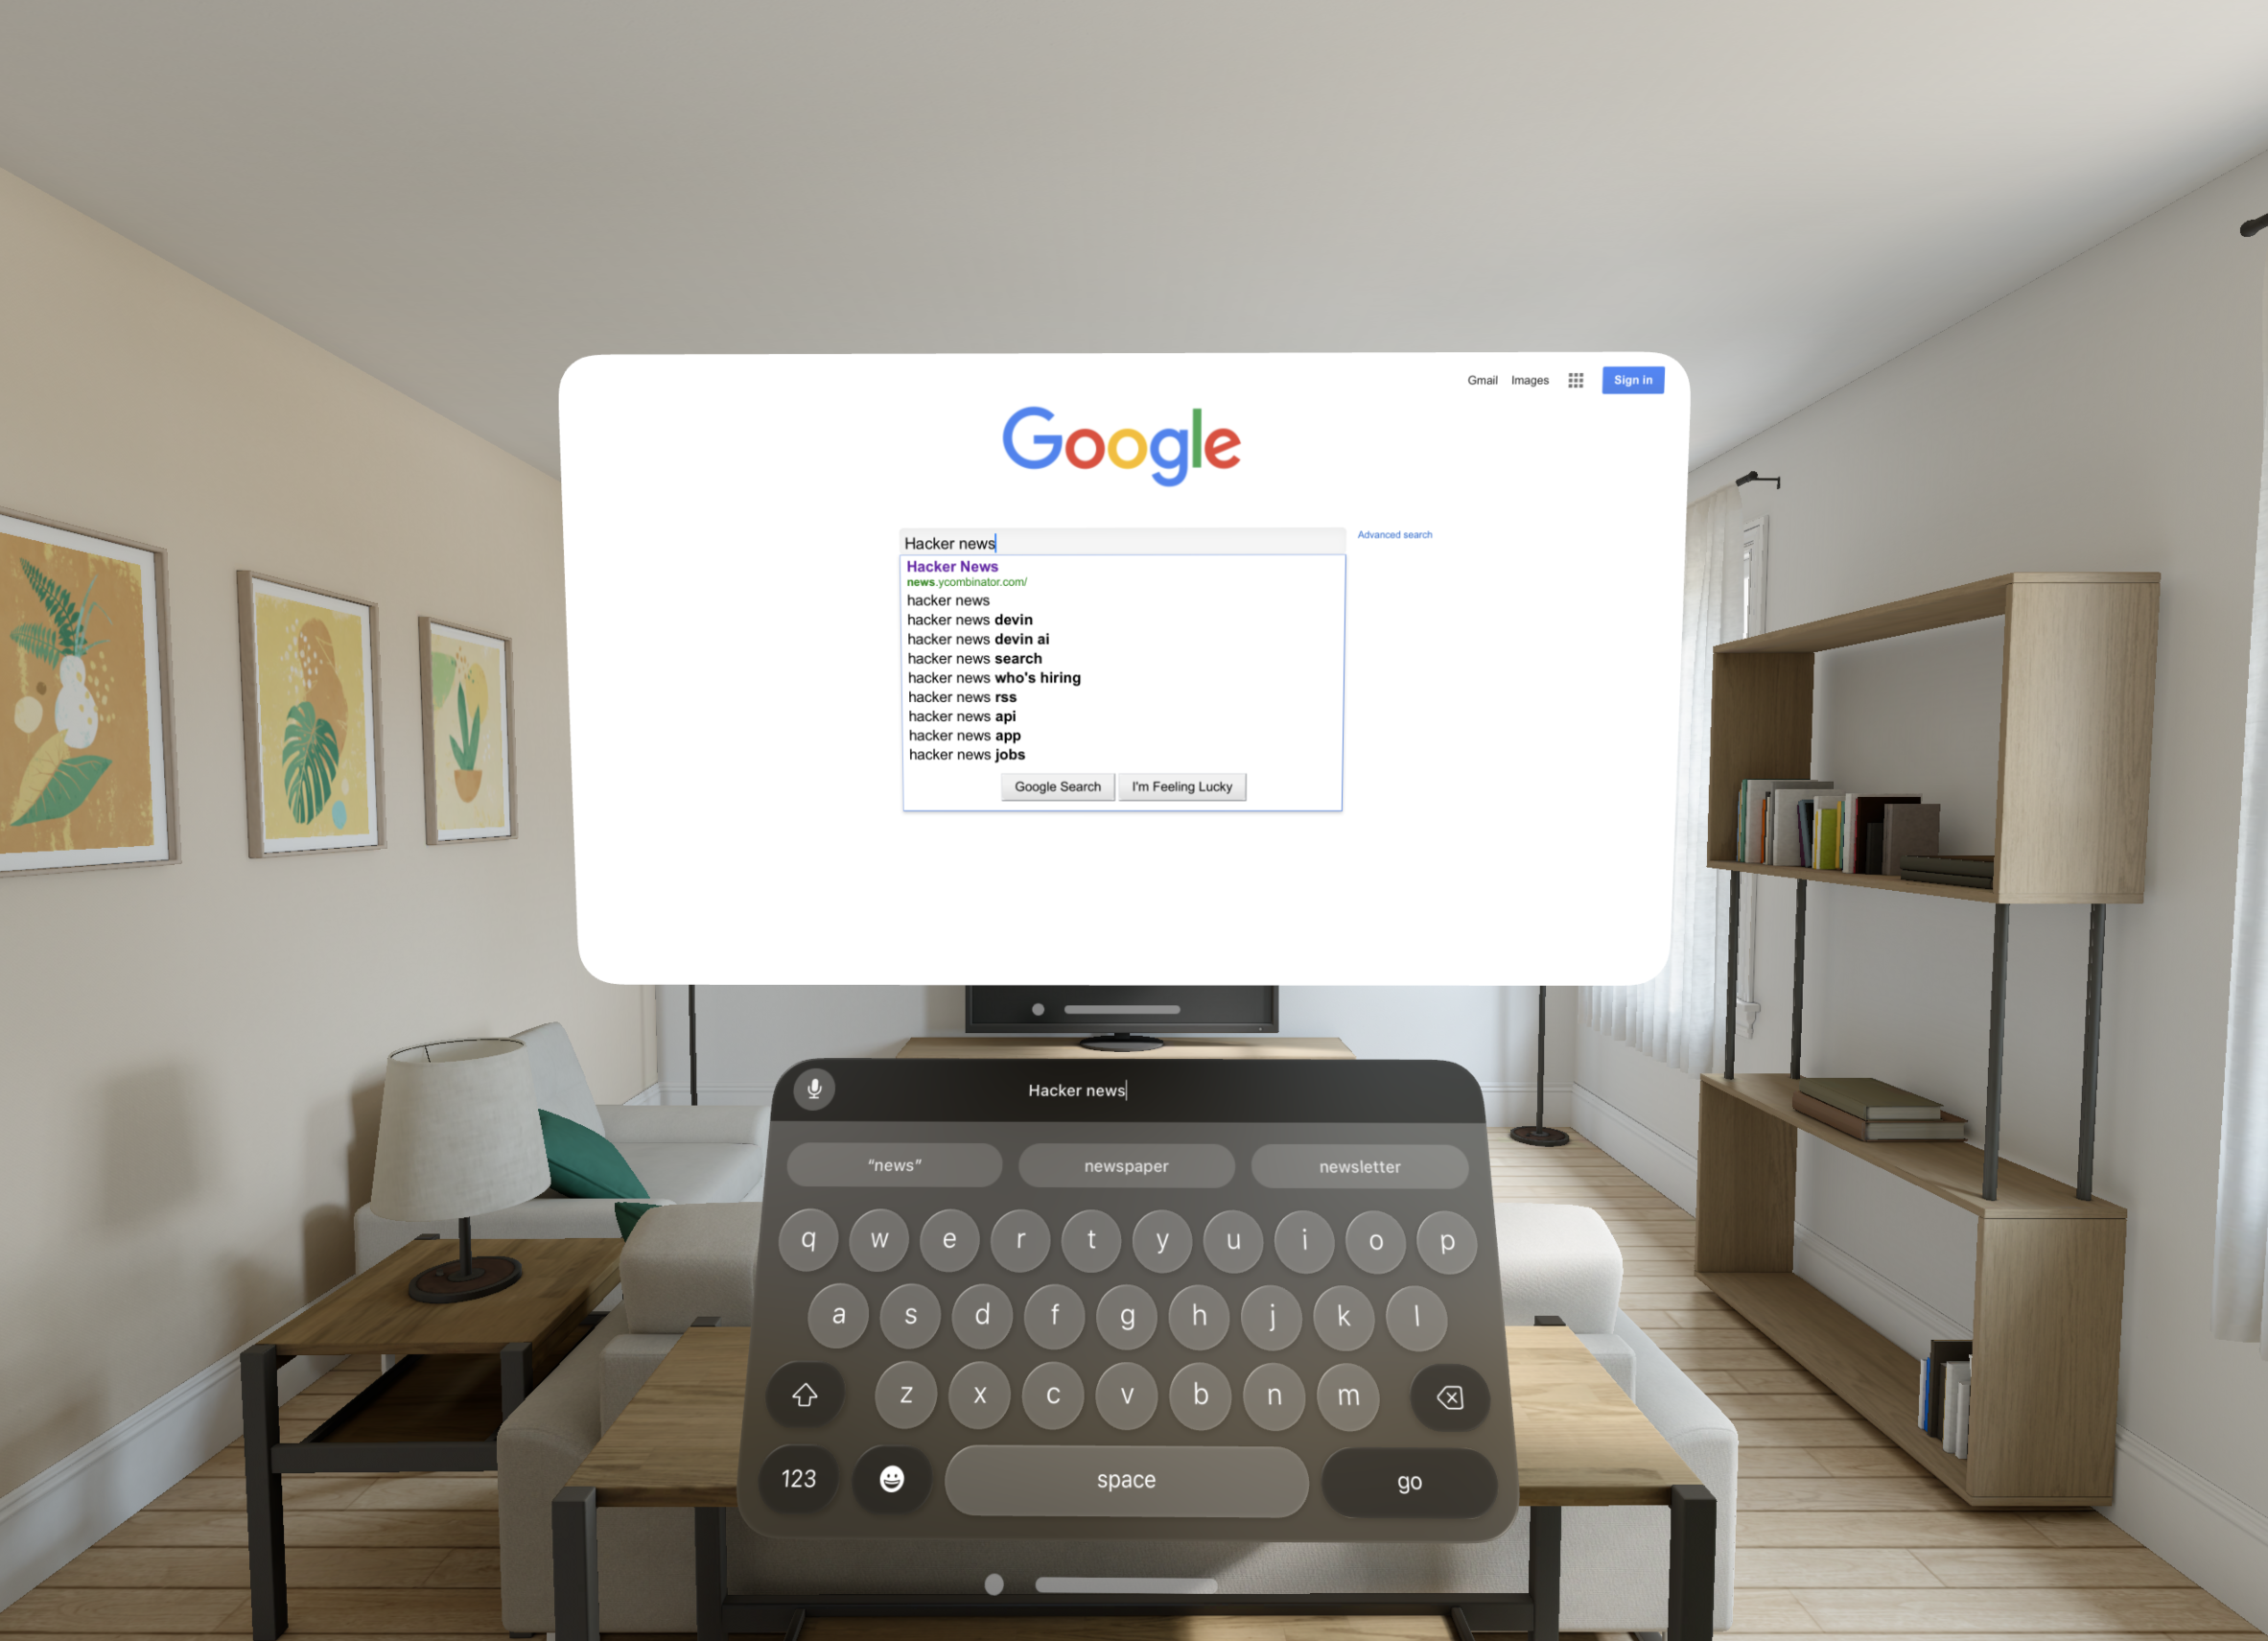 Gmail Images Sign in
Google
Hacker news
Advanced search
Hacker News
news.ycombinator.com/
hacker news
hacker news devin
hacker news devin ai
hacker news search
hacker news who's hiring
hacker news rss
hacker news api
hacker news app
hacker news jobs
Google Search I'm Feeling Lucky
Hacker news
“news” newspaper newsletter
q w e r t y u i o p
a s d f g h j k l
z x c v b n m
123 space go